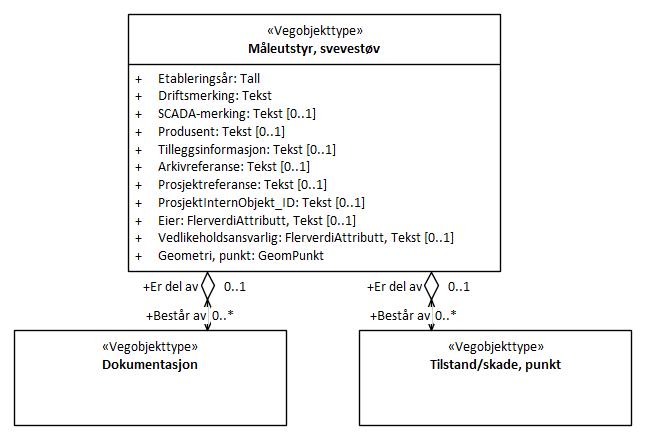 «Vegobjekttype»
Måleutstyr, svevestøv
+ Etableringsår: Tall
+ Driftsmerking: Tekst
+ SCADA-merking: Tekst [0..1]
+ Produsent: Tekst [0..1]
+ Tilleggsinformasjon: Tekst [0..1]
+ Arkivreferanse: Tekst [0..1]
+ Prosjektreferanse: Tekst [0..1]
+ ProsjektInternObjekt_ID: Tekst [0..1]
+ Eier: FlerverdiAttributt, Tekst [0..1]
+ Vedlikeholdsansvarlig: FlerverdiAttributt, Tekst [0..1]
+ Geometri, punkt: GeomPunkt
+Er del av 0..1
+Består av 0..*
«Vegobjekttype»
Dokumentasjon
+Er del av 0..1
+Består av 0..*
«Vegobjekttype»
Tilstand/skade, punkt